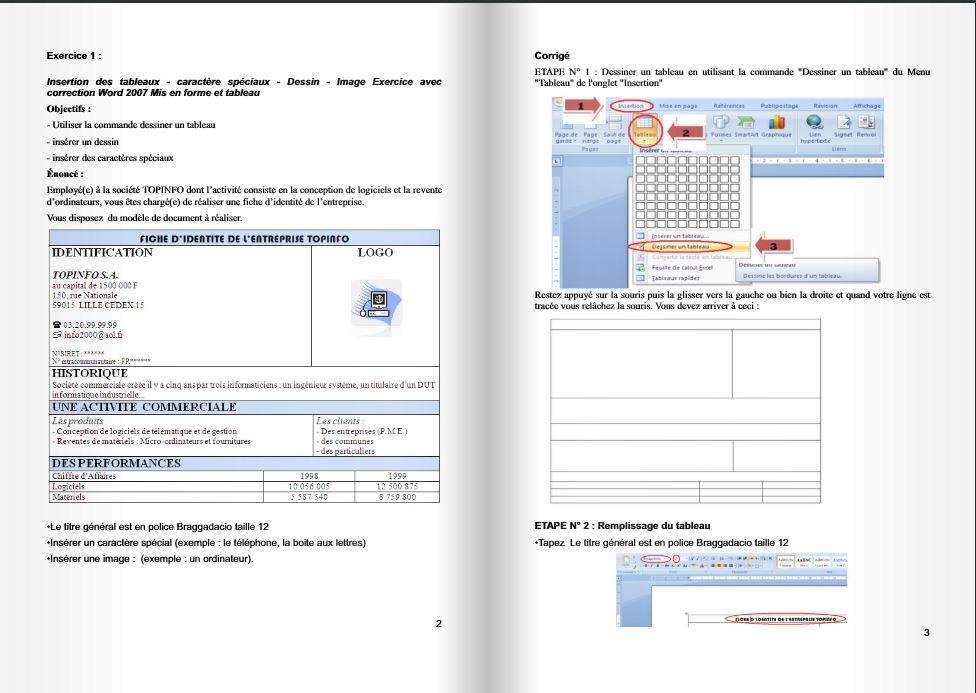 Exercice 1 :
Insertion des tableaux - caractère spéciaux - Dessin - Image Exercice avec
correction Word 2007 Mis en forme et tableau
Objectifs :
- Utiliser la commande dessiner un tableau
- insérer un dessin
- insérer des caractères spéciaux
Énoncé :
Employé(e) à la société TOPINFO dont l'activité consiste en la conception de logiciels et la revente
d'ordinateurs, vous êtes chargé(e) de réaliser une fiche d'identité de l'entreprise.
Vous disposez du modèle de document à réaliser.
FICHE D'IDENTITE DE L'ENTREPRISE TOPINFO
IDENTIFICATION
LOGO
TOPINFO S.A.
au capital de 1500 000 F
150, rue Nationale
59015 LILLE CEDEX 15
☎ 03.20.99.99.99
info2000@aol.fr
N°SIRET : ******
N° intracommunautaire : FR******
HISTORIQUE
Société commerciale créée il y a cinq ans par trois informaticiens : un ingénieur système, un titulaire d'un DUT
informatique industrielle...
UNE ACTIVITE COMMERCIALE
Les produits
- Conception de logiciels de télématique et de gestion
- Reventes de matériels : Micro-ordinateurs et fournitures
Les clients :
- Des entreprises (P.M.E.)
- des communes
- des particuliers
DES PERFORMANCES
Chiffre d'Affaires 1998 1999
Logiciels 10 056 005 12 500 875
Matériels 5 587 540 8 759 800
•Le titre général est en police Braggadacio taille 12
•Insérer un caractère spécial (exemple : le téléphone, la boite aux lettres)
•Insérer une image : (exemple : un ordinateur).
2
Corrigé
ETAPE N° 1 : Dessiner un tableau en utilisant la commande "Dessiner un tableau" du Menu
"Tableau" de l'onglet "Insertion"
1
Insertion Mise en page Références Publipostage Révision Affichage
Page de garde Page vierge Saut de page Tableau 2 Formes SmartArt Graphique Lien hypertexte Signet Renvoi
Pages Liens
Insérer un tableau
Insérer un tableau...
Dessiner un tableau
3
Convertir le texte en tableau...
Feuille de calcul Excel
Tableaux rapides
Dessiner un tableau
Dessine les bordures d'un tableau.
Restez appuyé sur la souris puis la glisser vers la gauche ou bien la droite et quand votre ligne est
tracée vous relâchez la souris. Vous devez arriver à ceci :
ETAPE N° 2 : Remplissage du tableau
•Tapez Le titre général est en police Braggadacio taille 12
FICHE D'IDENTITE DE L'ENTREPRISE TOPINFO
3